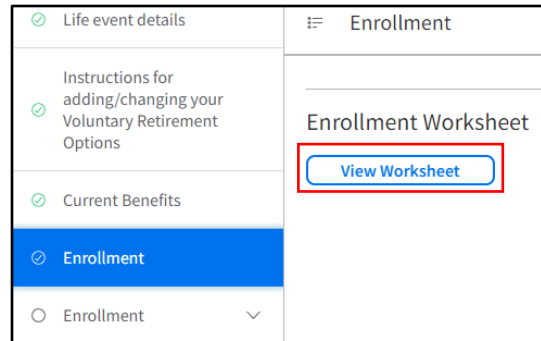 Life event details
Instructions for
adding/changing your
Voluntary Retirement
Options
Current Benefits
Enrollment
Enrollment
Enrollment
Enrollment Worksheet
View Worksheet